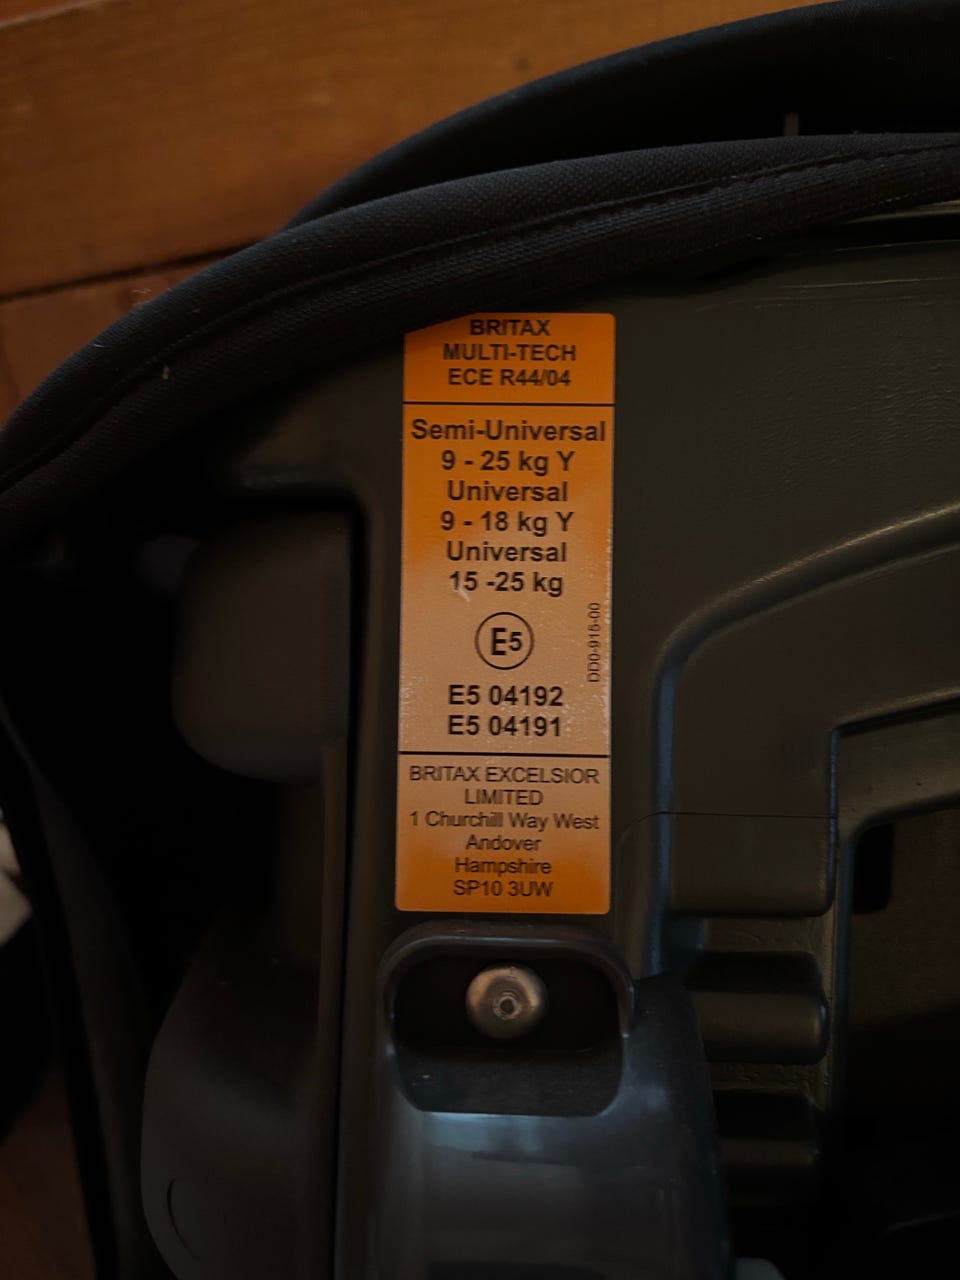 BRITAX
MULTI-TECH
ECE R44/04
Semi-Universal
9 - 25 kg Y
Universal
9 - 18 kg Y
Universal
15 -25 kg
E5
DD0-915-00
E5 04192
E5 04191
BRITAX EXCELSIOR
LIMITED
1 Churchill Way West
Andover
Hampshire
SP10 3UW